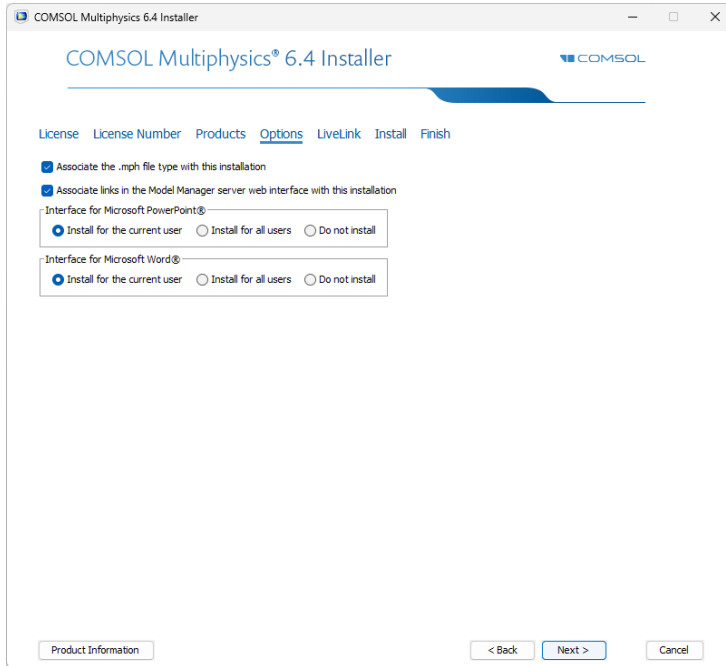 COMSOL Multiphysics 6.4 Installer
COMSOL Multiphysics® 6.4 Installer
COMSOL
License License Number Products Options LiveLink Install Finish
Associate the .mph file type with this installation
Associate links in the Model Manager server web interface with this installation
Interface for Microsoft PowerPoint®
Install for the current user Install for all users Do not install
Interface for Microsoft Word®
Install for the current user Install for all users Do not install
Product Information < Back Next > Cancel